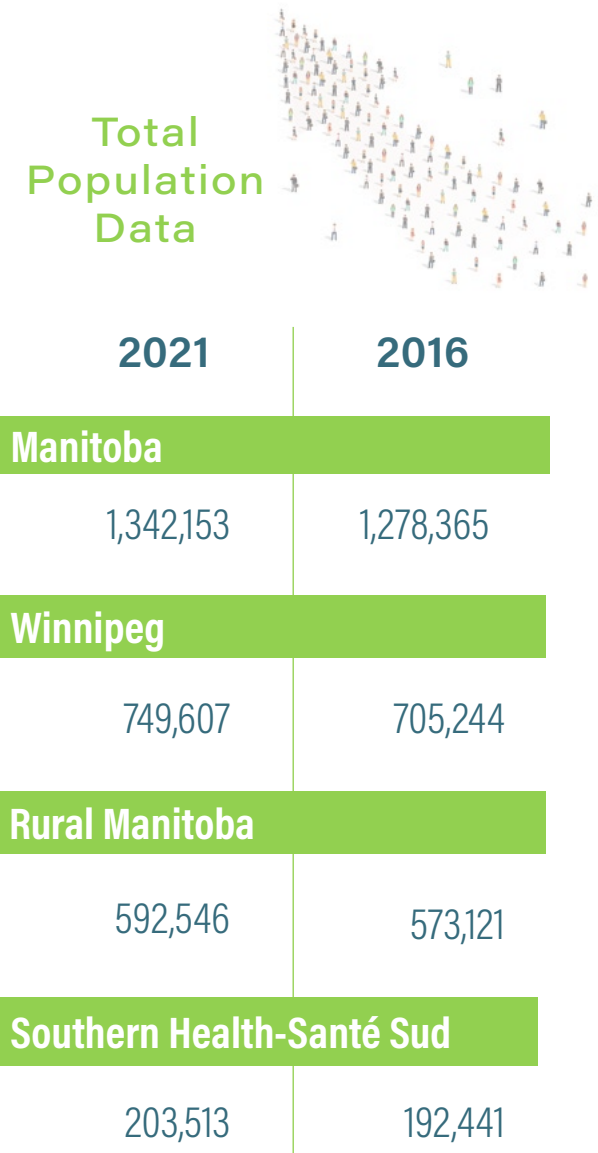 Total
Population
Data
2021 2016
Manitoba
1,342,153 1,278,365
Winnipeg
749,607 705,244
Rural Manitoba
592,546 573,121
Southern Health-Santé Sud
203,513 192,441